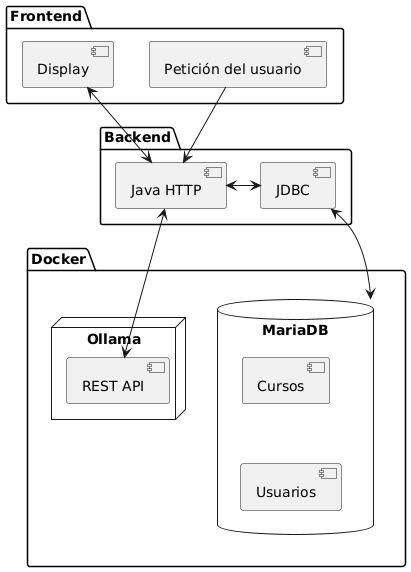 Frontend
Display
Petición del usuario
Backend
Java HTTP
JDBC
Docker
Ollama
MariaDB
REST API
Cursos
Usuarios